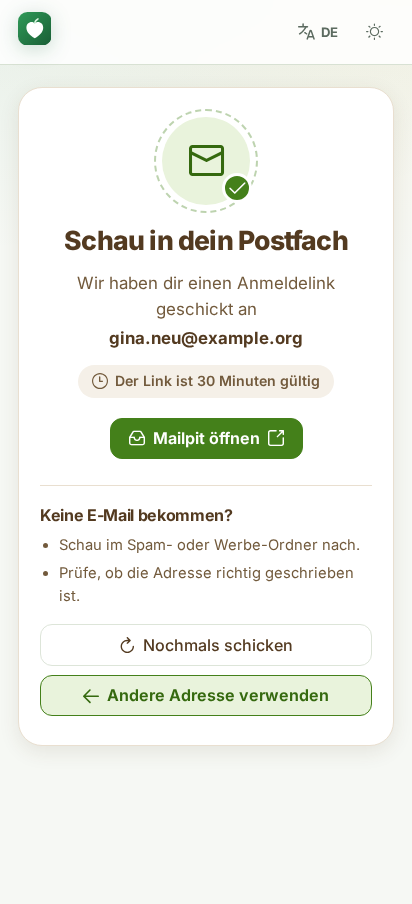 DE
Schau in dein Postfach
Wir haben dir einen Anmeldelink
geschickt an
gina.neu@example.org
Der Link ist 30 Minuten gültig
Mailpit öffnen
Keine E-Mail bekommen?
Schau im Spam- oder Werbe-Ordner nach.
Prüfe, ob die Adresse richtig geschrieben
ist.
Nochmals schicken
Andere Adresse verwenden